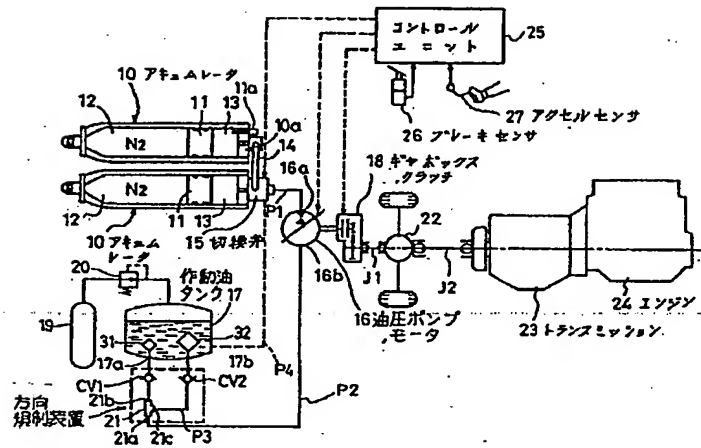 コントロール
ユニット
25
10 アキュムレータ
12
11
13
11a
10a
14
N2
N2
12
11
13
10 アキュムレータ
15 切換弁
P1
16a
16b
16 油圧ポンプモータ
18 ギヤボックス
クラッチ
22
J1
J2
26 ブレーキセンサ
27 アクセルセンサ
23 トランスミッション
24 エンジン
20
19
作動油
タンク 17
31
32
17a
17b
P4
CV1
CV2
方向
規制装置
21b
21
21a
21c
P3
P2